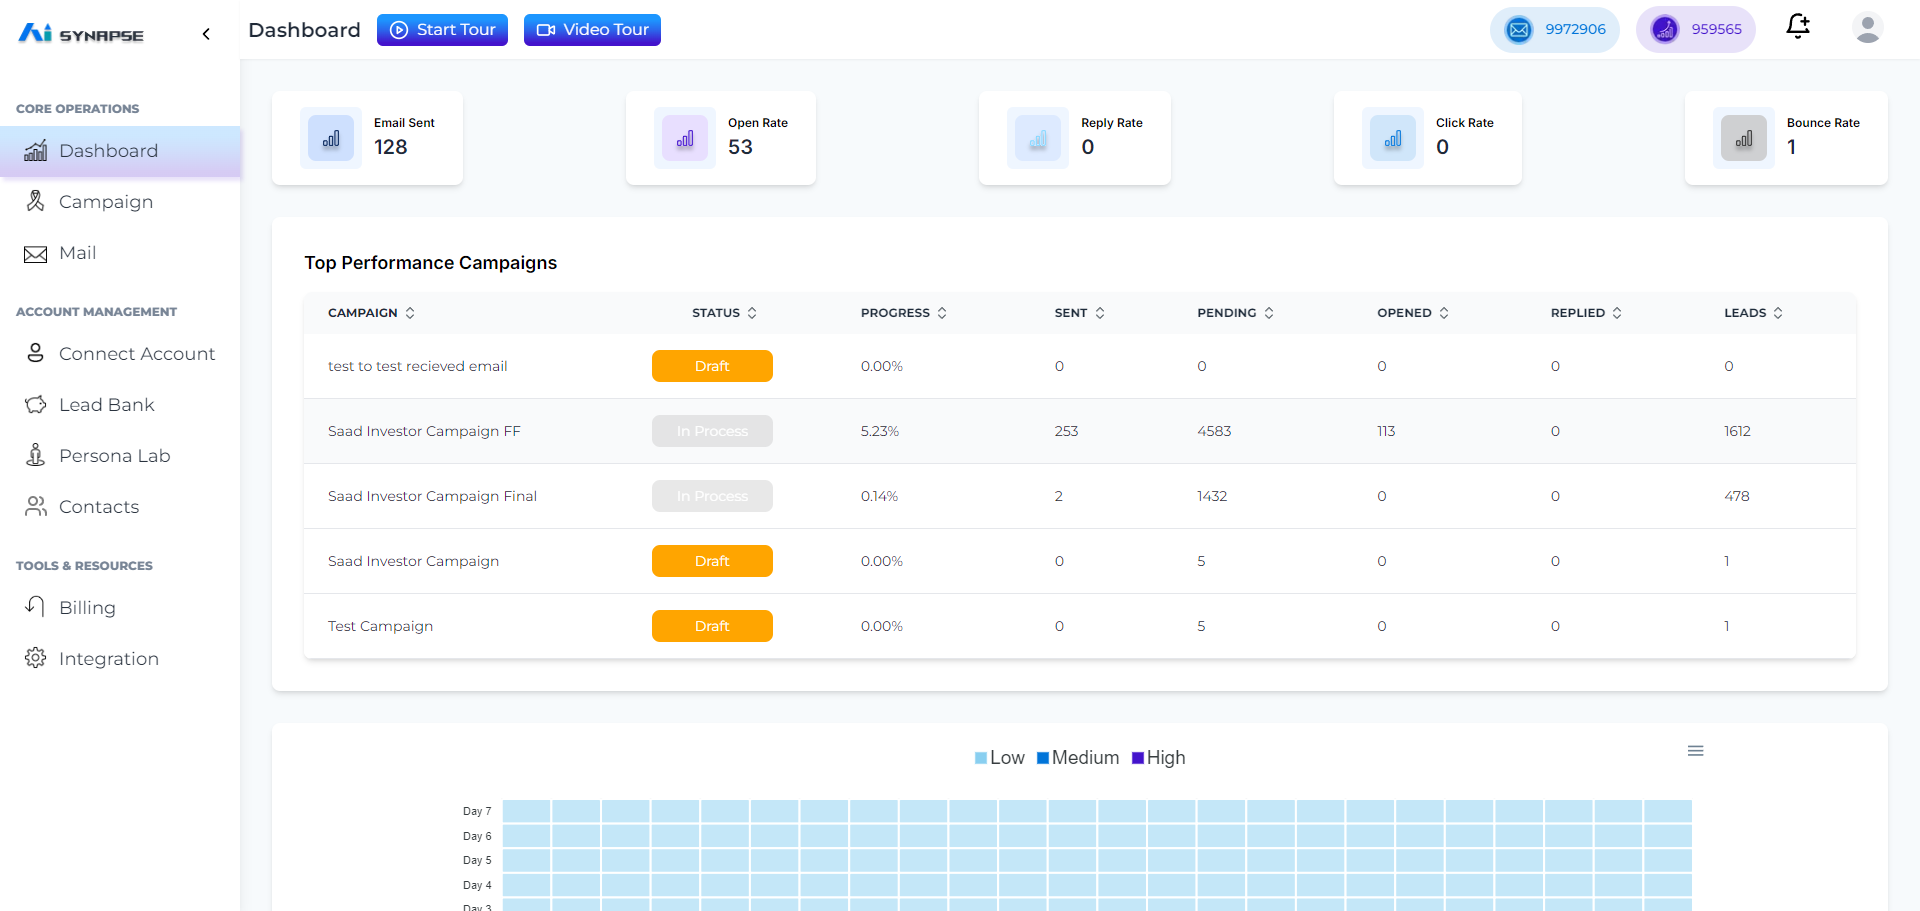 Ai SYNAPSE
Dashboard
Start Tour
Video Tour
9972906
959565
CORE OPERATIONS
Dashboard
Campaign
Mail
ACCOUNT MANAGEMENT
Connect Account
Lead Bank
Persona Lab
Contacts
TOOLS & RESOURCES
Billing
Integration
Email Sent
128
Open Rate
53
Reply Rate
0
Click Rate
0
Bounce Rate
1
Top Performance Campaigns
CAMPAIGN STATUS PROGRESS SENT PENDING OPENED REPLIED LEADS
test to test recieved email Draft 0.00% 0 0 0 0 0
Saad Investor Campaign FF In Process 5.23% 253 4583 113 0 1612
Saad Investor Campaign Final In Process 0.14% 2 1432 0 0 478
Saad Investor Campaign Draft 0.00% 0 5 0 0 1
Test Campaign Draft 0.00% 0 5 0 0 1
Low Medium High
Day 7
Day 6
Day 5
Day 4
Day 3